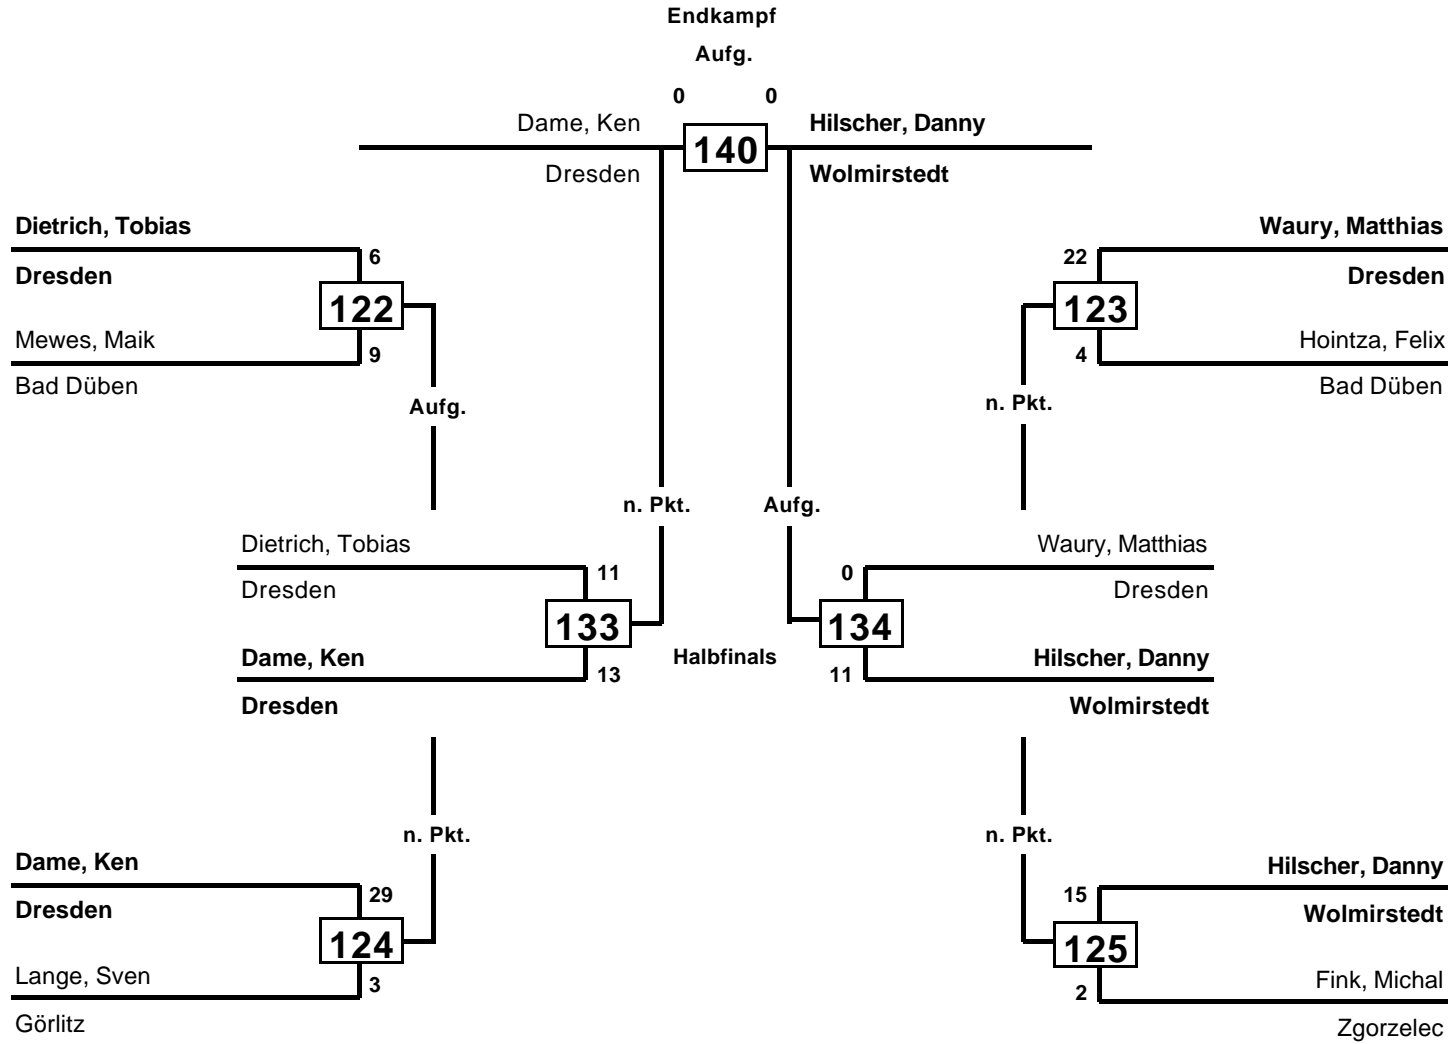 Endkampf
Aufg.
0 0
Dame, Ken 140 Hilscher, Danny
Dresden Wolmirstedt
Dietrich, Tobias Waury, Matthias
6 22
Dresden Dresden
122 123
Mewes, Maik Hointza, Felix
9 4
Bad Düben Bad Düben
Aufg. n. Pkt.
n. Pkt. Aufg.
Dietrich, Tobias Waury, Matthias
11 0
Dresden Dresden
133 134
Dame, Ken Halbfinals Hilscher, Danny
13 11
Dresden Wolmirstedt
n. Pkt. n. Pkt.
Dame, Ken Hilscher, Danny
29 15
Dresden Wolmirstedt
124 125
Lange, Sven Fink, Michal
3 2
Görlitz Zgorzelec